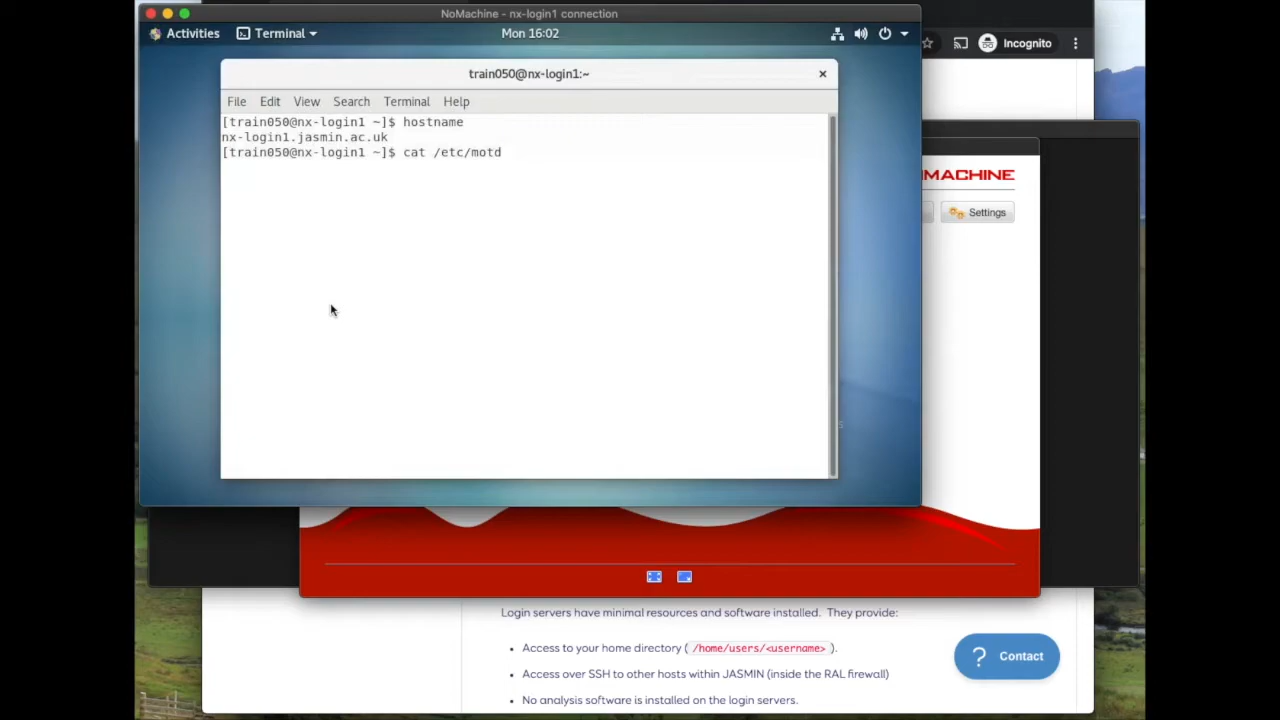 NoMachine - nx-login1 connection
Activities Terminal Mon 16:02
Incognito
train050@nx-login1:~
File Edit View Search Terminal Help
[train050@nx-login1 ~]$ hostname
nx-login1.jasmin.ac.uk
[train050@nx-login1 ~]$ cat /etc/motd
MACHINE
Settings
s
Login servers have minimal resources and software installed. They provide:
• Access to your home directory ( /home/users/<username> ).
• Access over SSH to other hosts within JASMIN (inside the RAL firewall)
• No analysis software is installed on the login servers.
? Contact